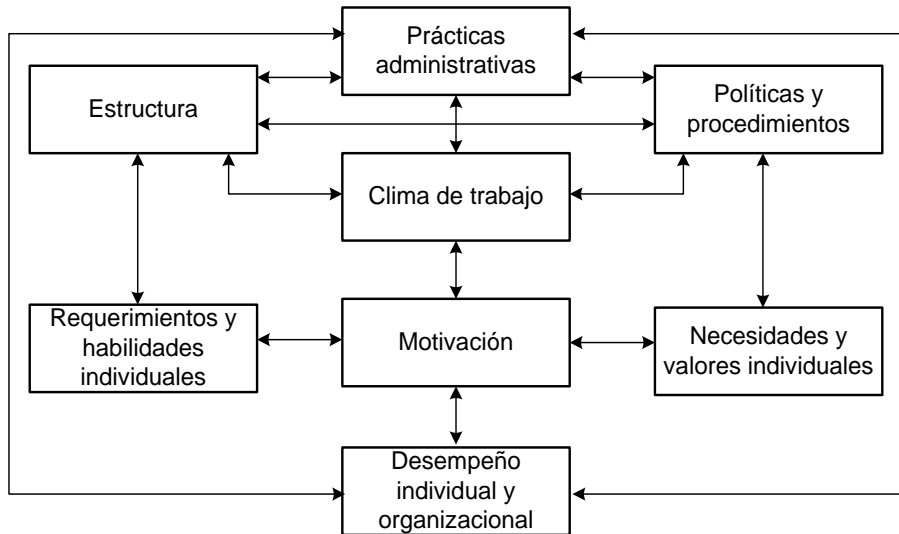 Prácticas
administrativas
Estructura
Políticas y
procedimientos
Clima de trabajo
Requerimientos y
habilidades
individuales
Motivación
Necesidades y
valores individuales
Desempeño
individual y
organizacional